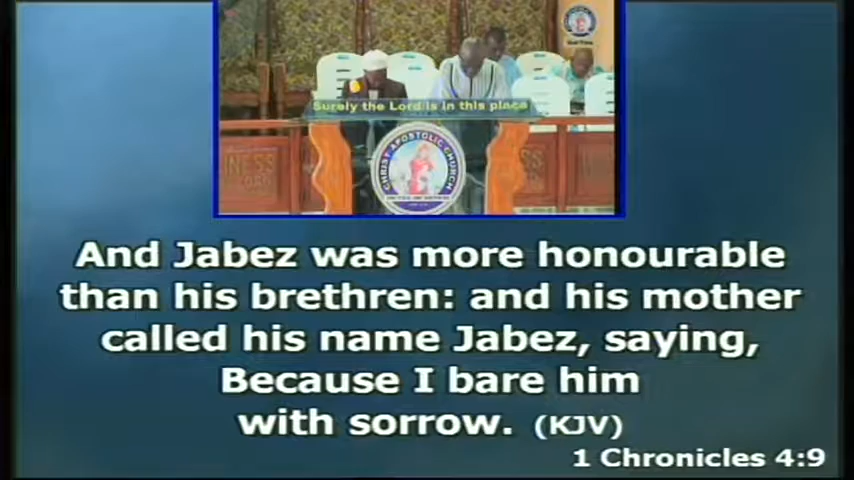 Surely the Lord is in this place
CHRIST APOSTOLIC CHURCH
And Jabez was more honourable
than his brethren: and his mother
called his name Jabez, saying,
Because I bare him
with sorrow. (KJV)
1 Chronicles 4:9